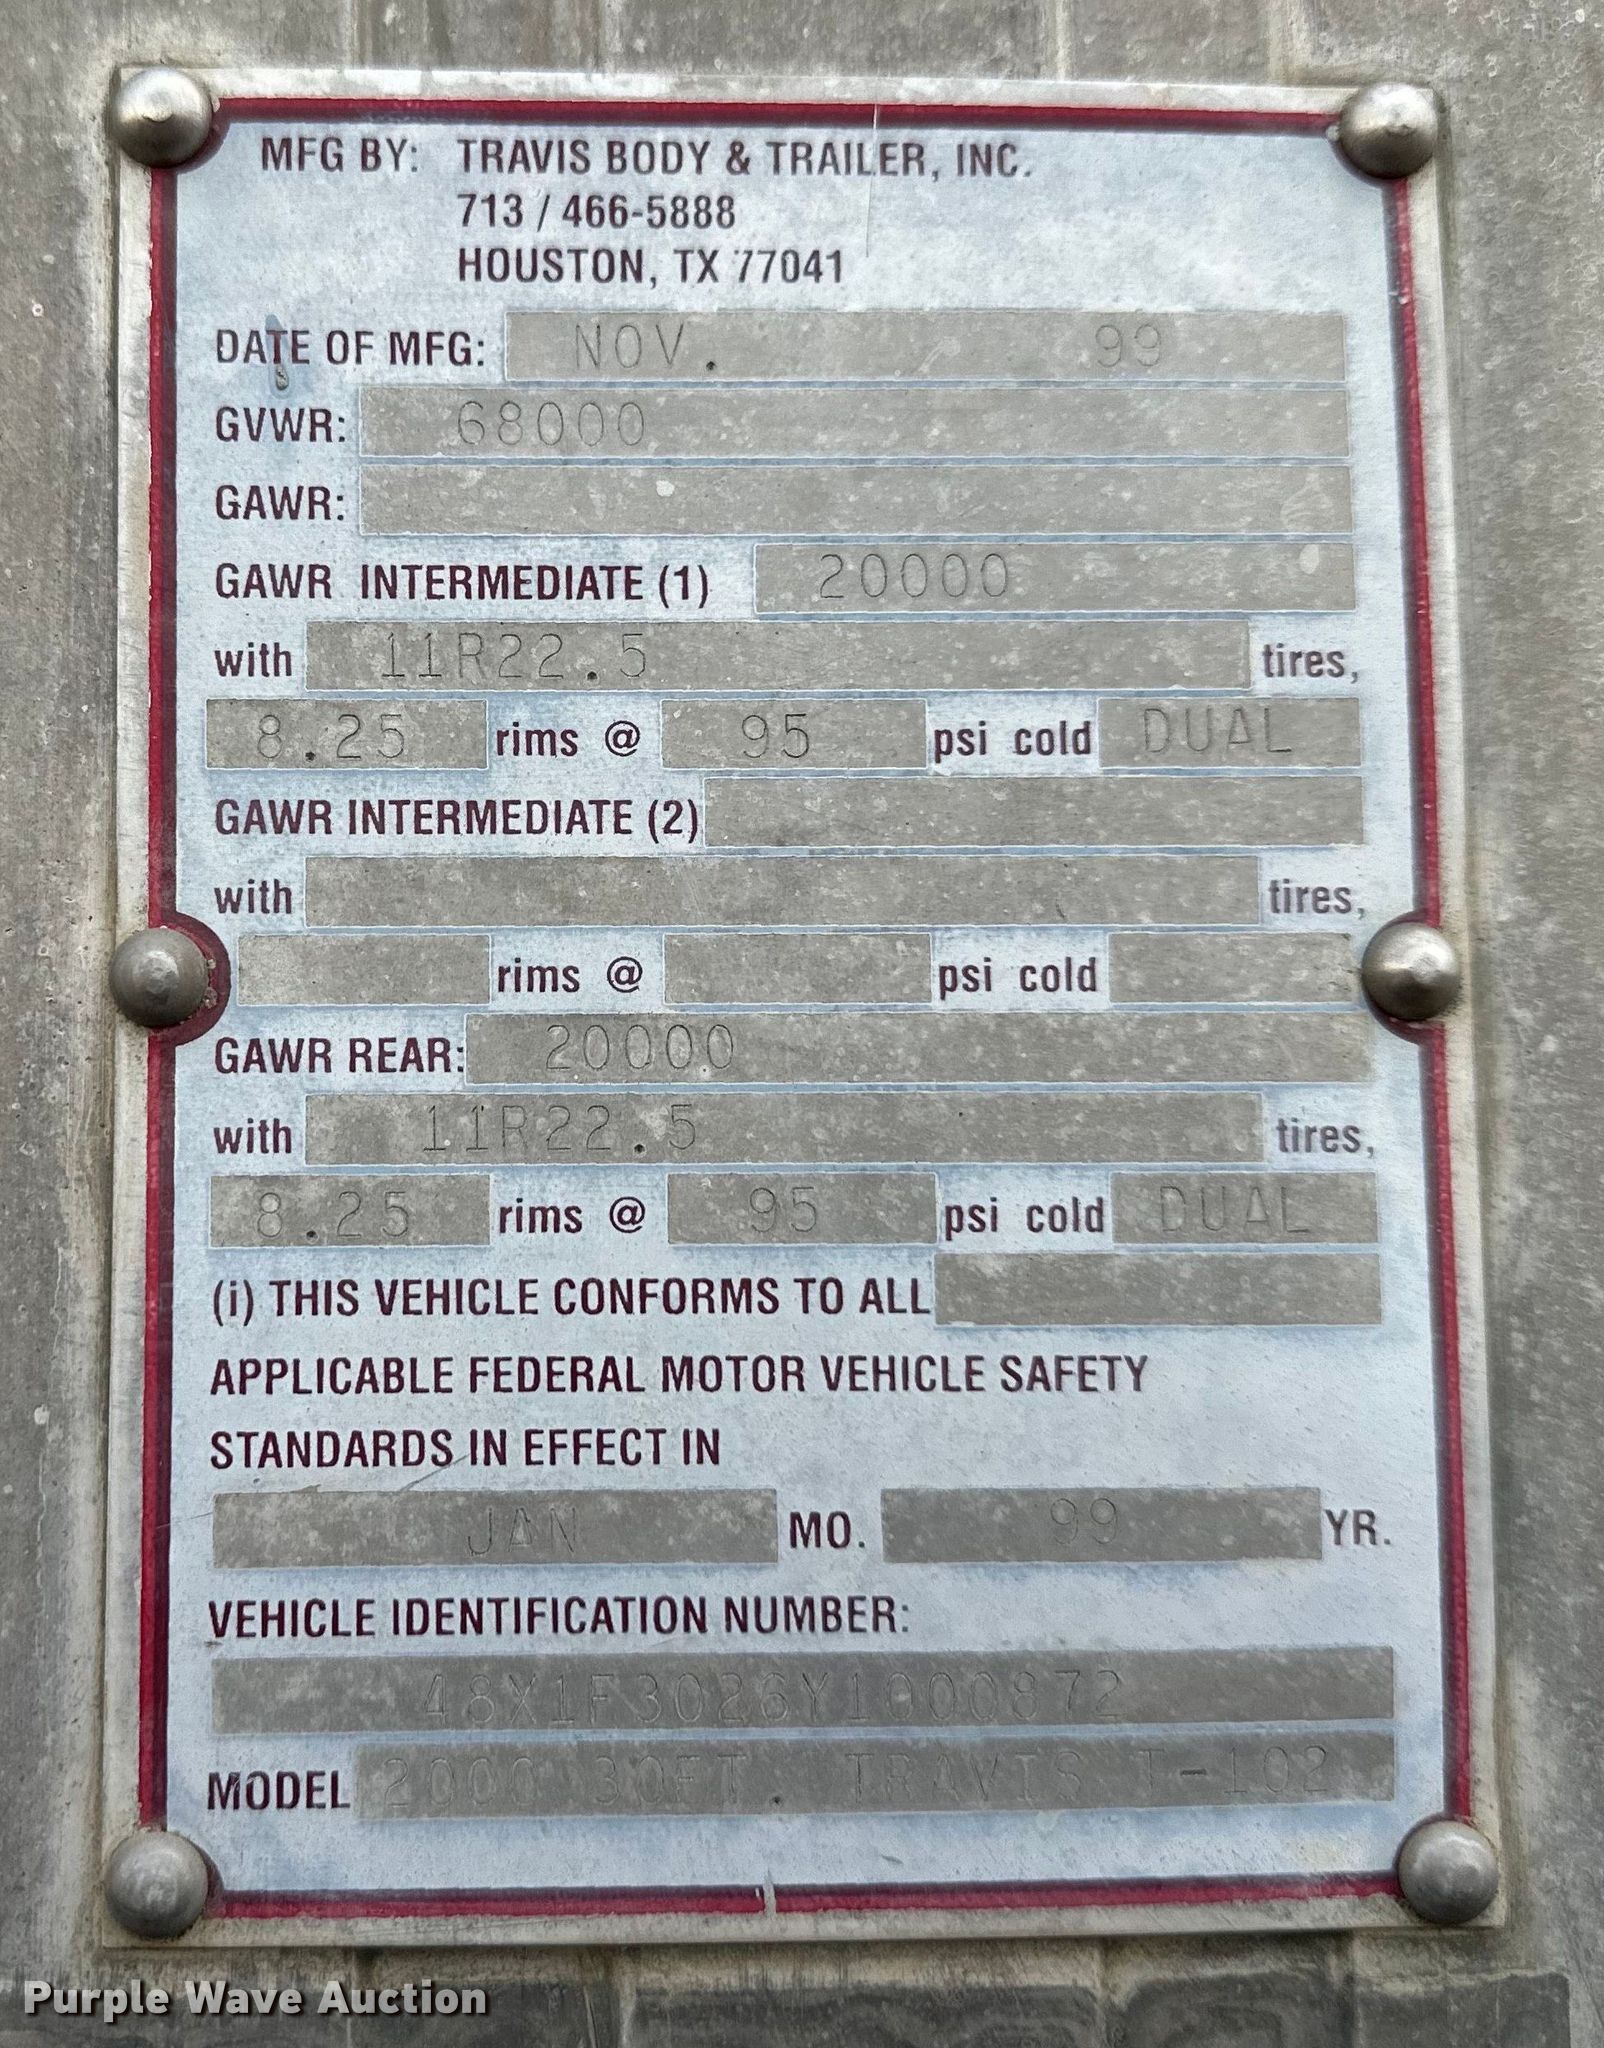 MFG BY: TRAVIS BODY & TRAILER, INC.
713 / 466-5888
HOUSTON, TX 77041
DATE OF MFG: NOV. 99
GVWR: 68000
GAWR:
GAWR INTERMEDIATE (1) 20000
with 11R22.5 tires,
8.25 rims @ 95 psi cold DUAL
GAWR INTERMEDIATE (2)
with tires,
rims @ psi cold
GAWR REAR: 20000
with 11R22.5 tires,
8.25 rims @ 95 psi cold DUAL
(i) THIS VEHICLE CONFORMS TO ALL
APPLICABLE FEDERAL MOTOR VEHICLE SAFETY
STANDARDS IN EFFECT IN
JAN MO. 99 YR.
VEHICLE IDENTIFICATION NUMBER:
48X1F3026Y1000872
MODEL 2000 30FT. TRAVIS T-102
Purple Wave Auction